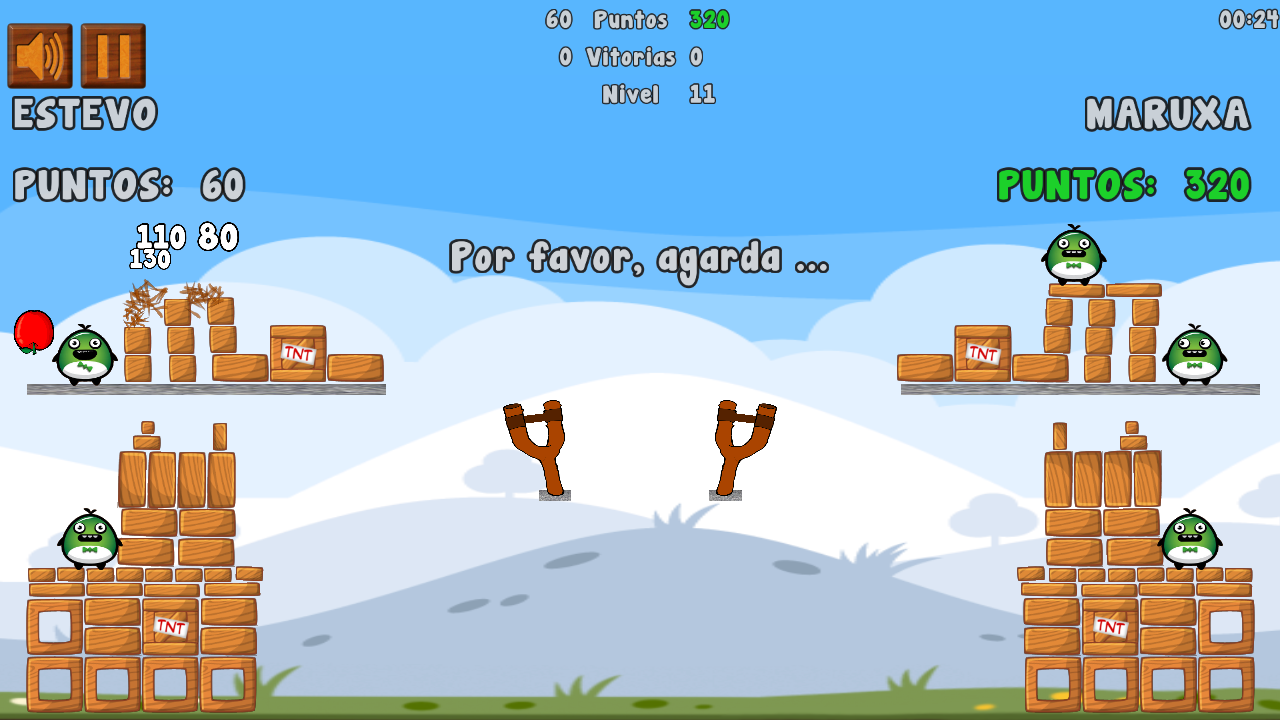 60 Puntos 320
00:24
0 Vitorias 0
Nivel 11
ESTEVO
MARUXA
PUNTOS: 60
PUNTOS: 320
110 80
130
Por favor, agarda ...
TNT
TNT
TNT
TNT